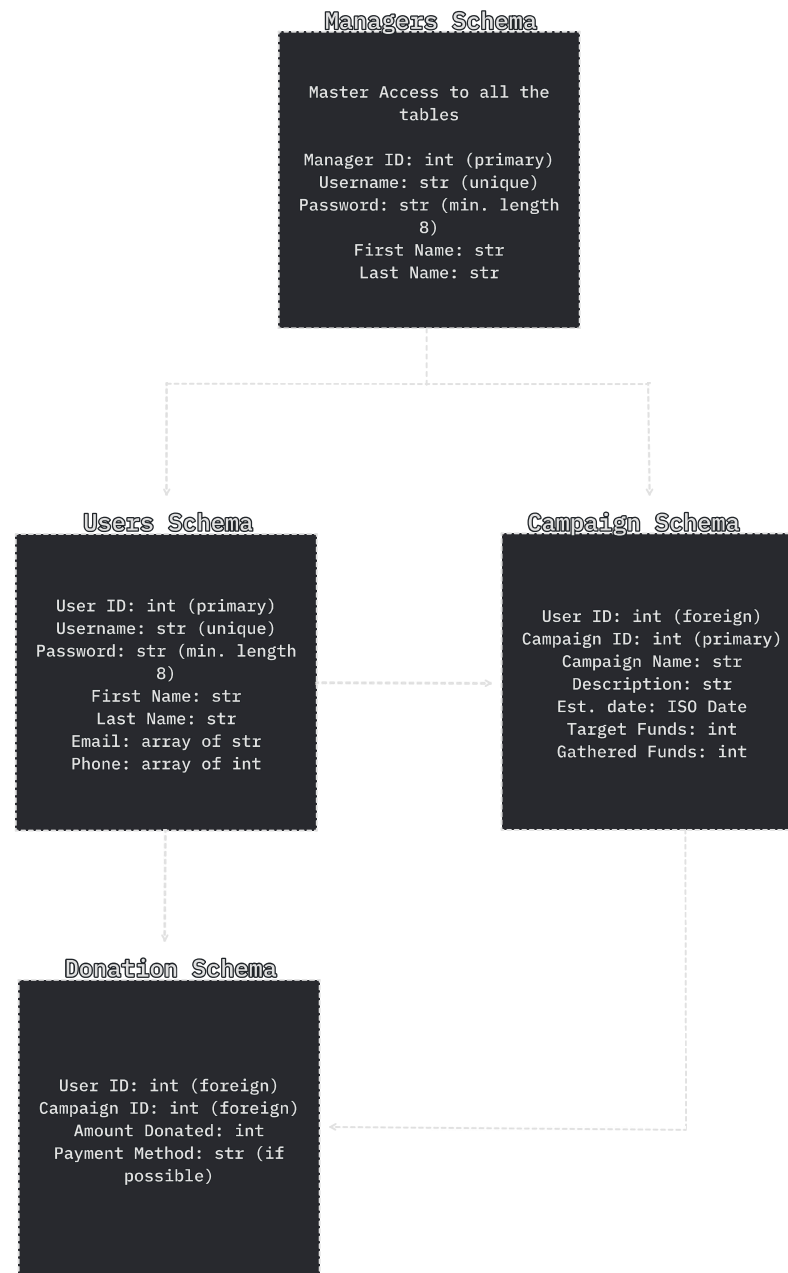 Managers Schema
Master Access to all the
tables
Manager ID: int (primary)
Username: str (unique)
Password: str (min. length
8)
First Name: str
Last Name: str
Users Schema
User ID: int (primary)
Username: str (unique)
Password: str (min. length
8)
First Name: str
Last Name: str
Email: array of str
Phone: array of int
Campaign Schema
User ID: int (foreign)
Campaign ID: int (primary)
Campaign Name: str
Description: str
Est. date: ISO Date
Target Funds: int
Gathered Funds: int
Donation Schema
User ID: int (foreign)
Campaign ID: int (foreign)
Amount Donated: int
Payment Method: str (if
possible)